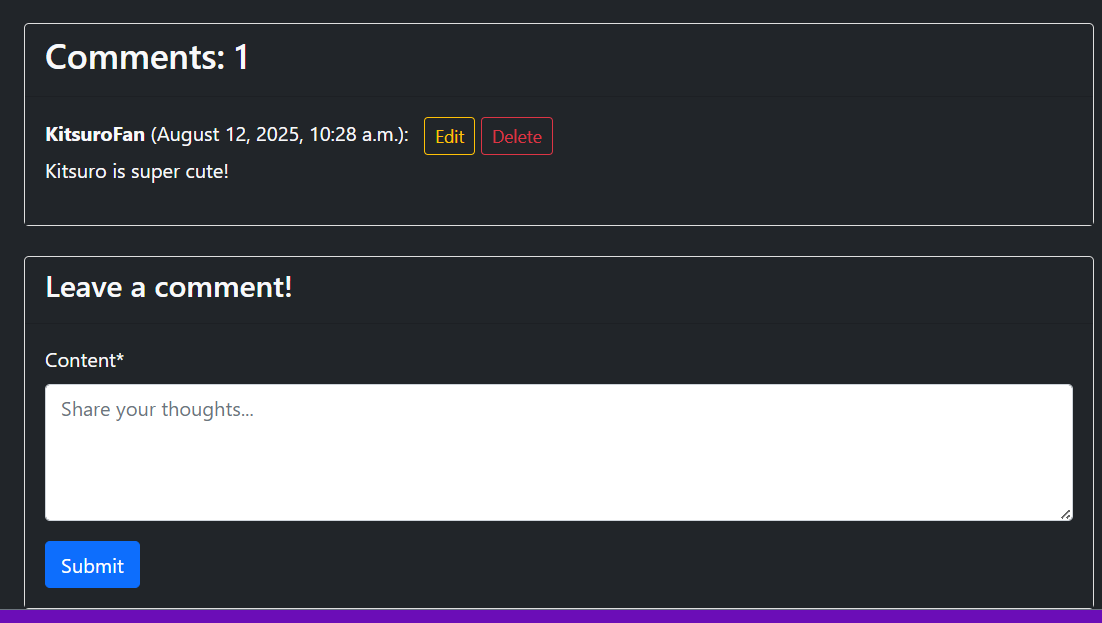 Comments: 1
KitsuroFan (August 12, 2025, 10:28 a.m.): Edit Delete
Kitsuro is super cute!
Leave a comment!
Content*
Share your thoughts...
Submit